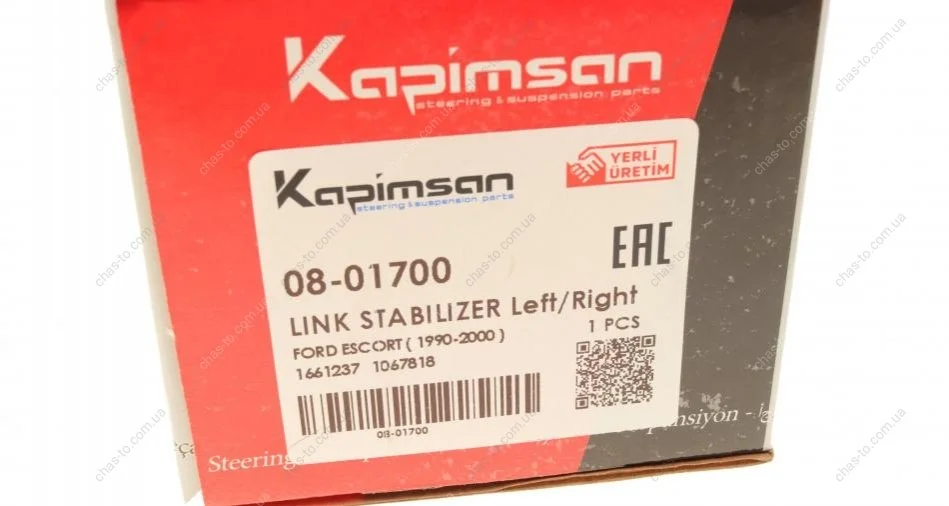 Kapimsan
steering & suspension parts
Kapimsan
steering & suspension parts
YERLİ
ÜRETİM
EAC
08-01700
LINK STABILIZER Left/Right
FORD ESCORT ( 1990-2000 )
1 PCS
1661237 1067818
08-01700
Steering
chas-to.com.ua